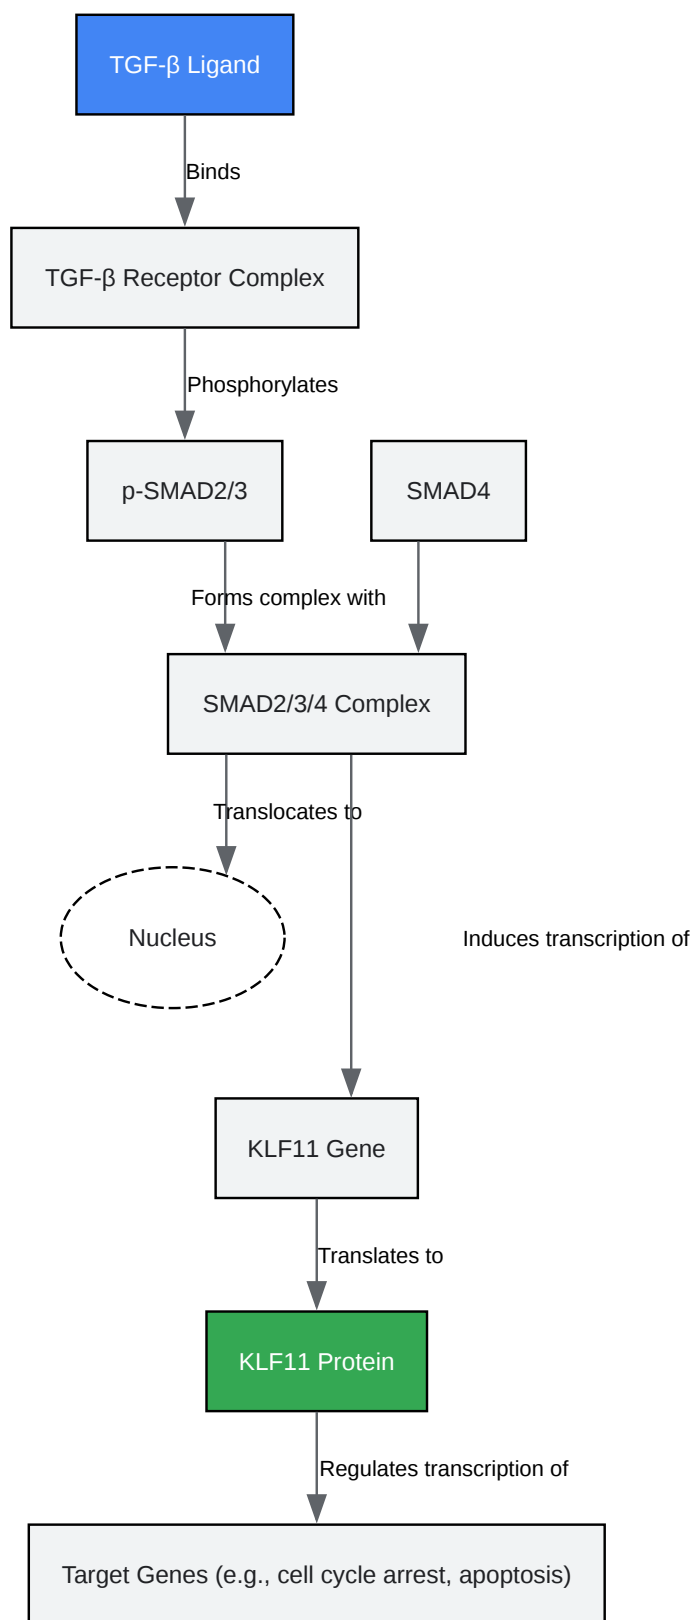 TGF-β Ligand
Binds
TGF-β Receptor Complex
Phosphorylates
p-SMAD2/3
SMAD4
Forms complex with
SMAD2/3/4 Complex
Translocates to
Nucleus
Induces transcription of
KLF11 Gene
Translates to
KLF11 Protein
Regulates transcription of
Target Genes (e.g., cell cycle arrest, apoptosis)